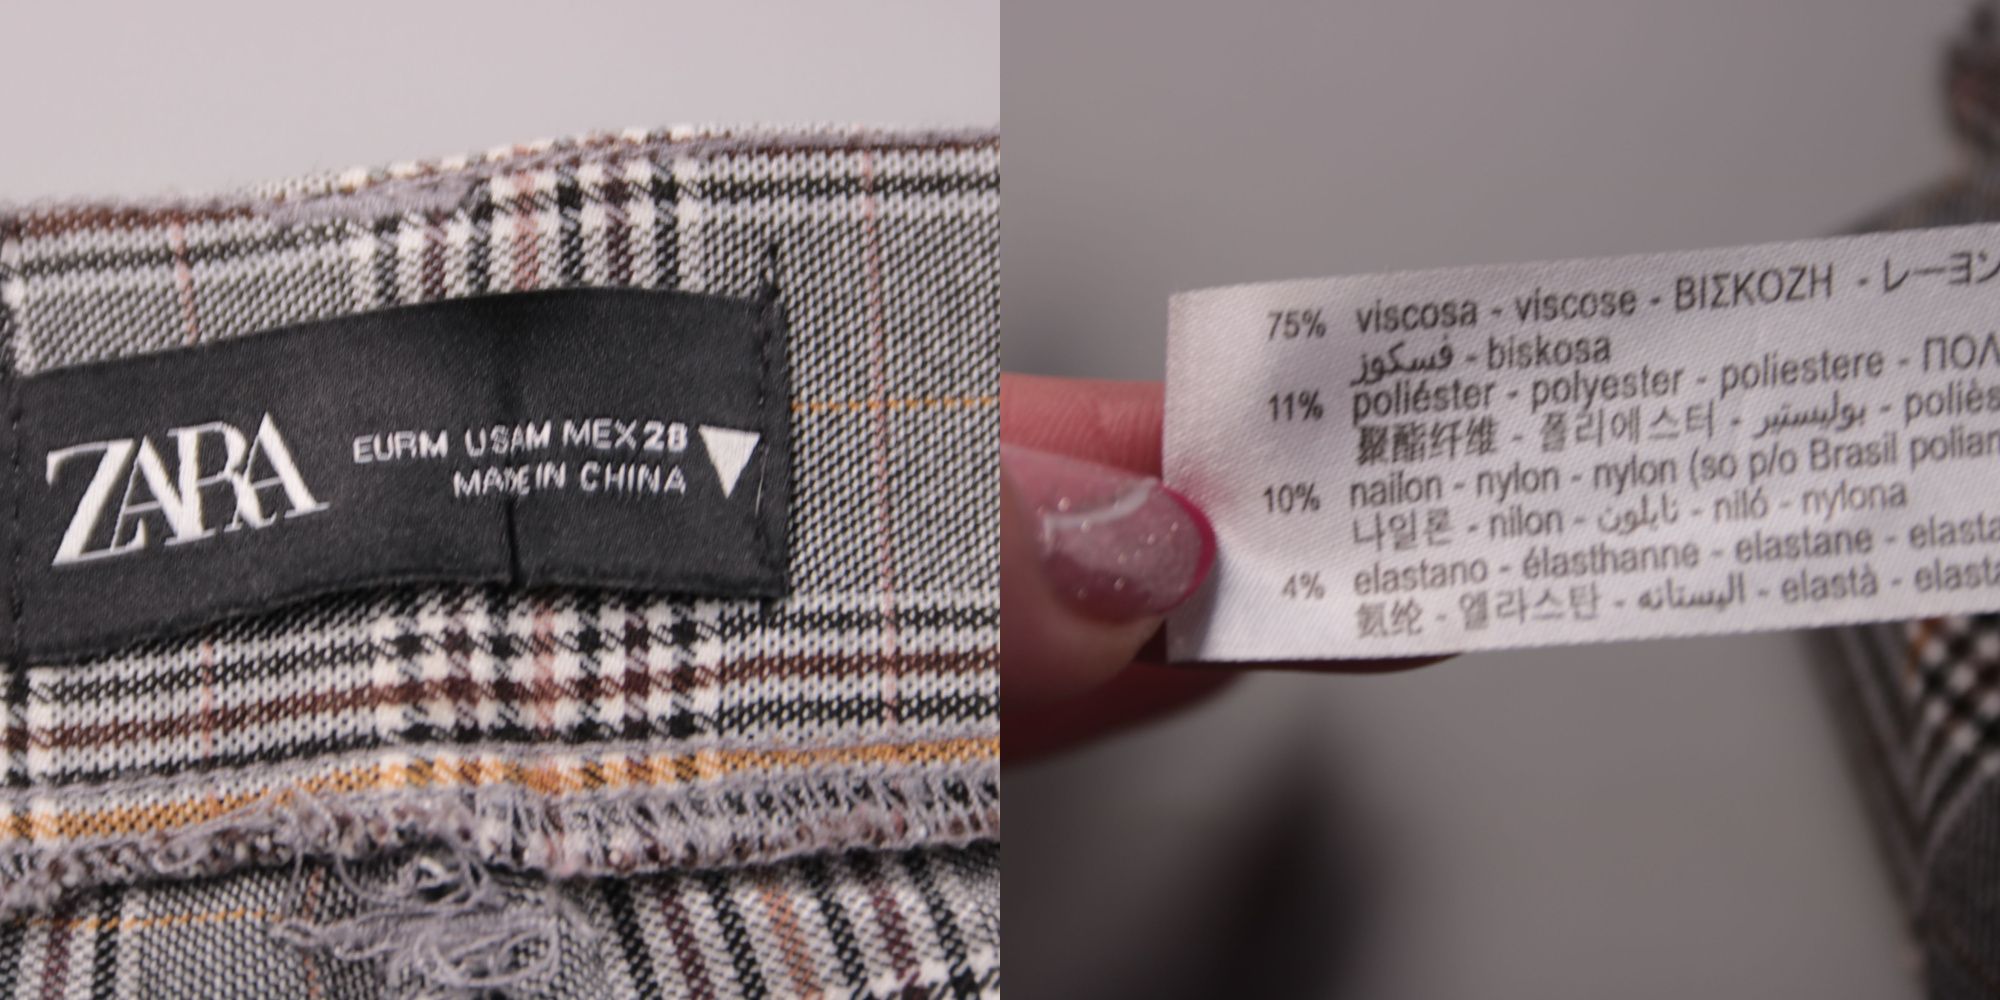 ZARA
EUR M USA M MEX 28
MADE IN CHINA
75% viscosa - viscose - ΒΙΣΚΟΖΗ - レーヨン
فسكوز - biskosa
11% poliéster - polyester - poliestere - ΠΟΛ
聚酯纤维 - 폴리에스터 - بوليستير - poliès
10% nailon - nylon - nylon (so p/o Brasil polian
나일론 - nilon - نايلون - niló - nylona
4% elastano - élasthanne - elastane - elasta
氨纶 - 엘라스탄 - اليستانه - elastà - elasta